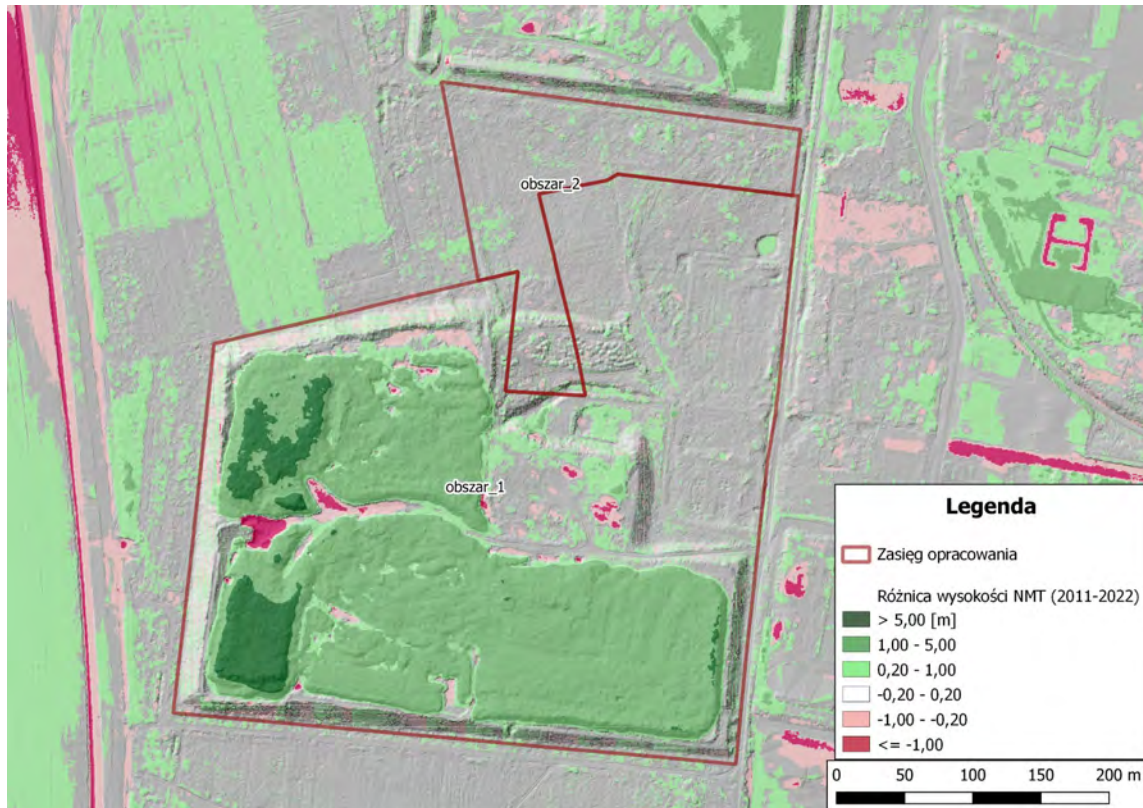 obszar_2
obszar_1
Legenda
Zasięg opracowania
Różnica wysokości NMT (2011-2022)
> 5,00 [m]
1,00 - 5,00
0,20 - 1,00
-0,20 - 0,20
-1,00 - -0,20
<= -1,00
0 50 100 150 200 m